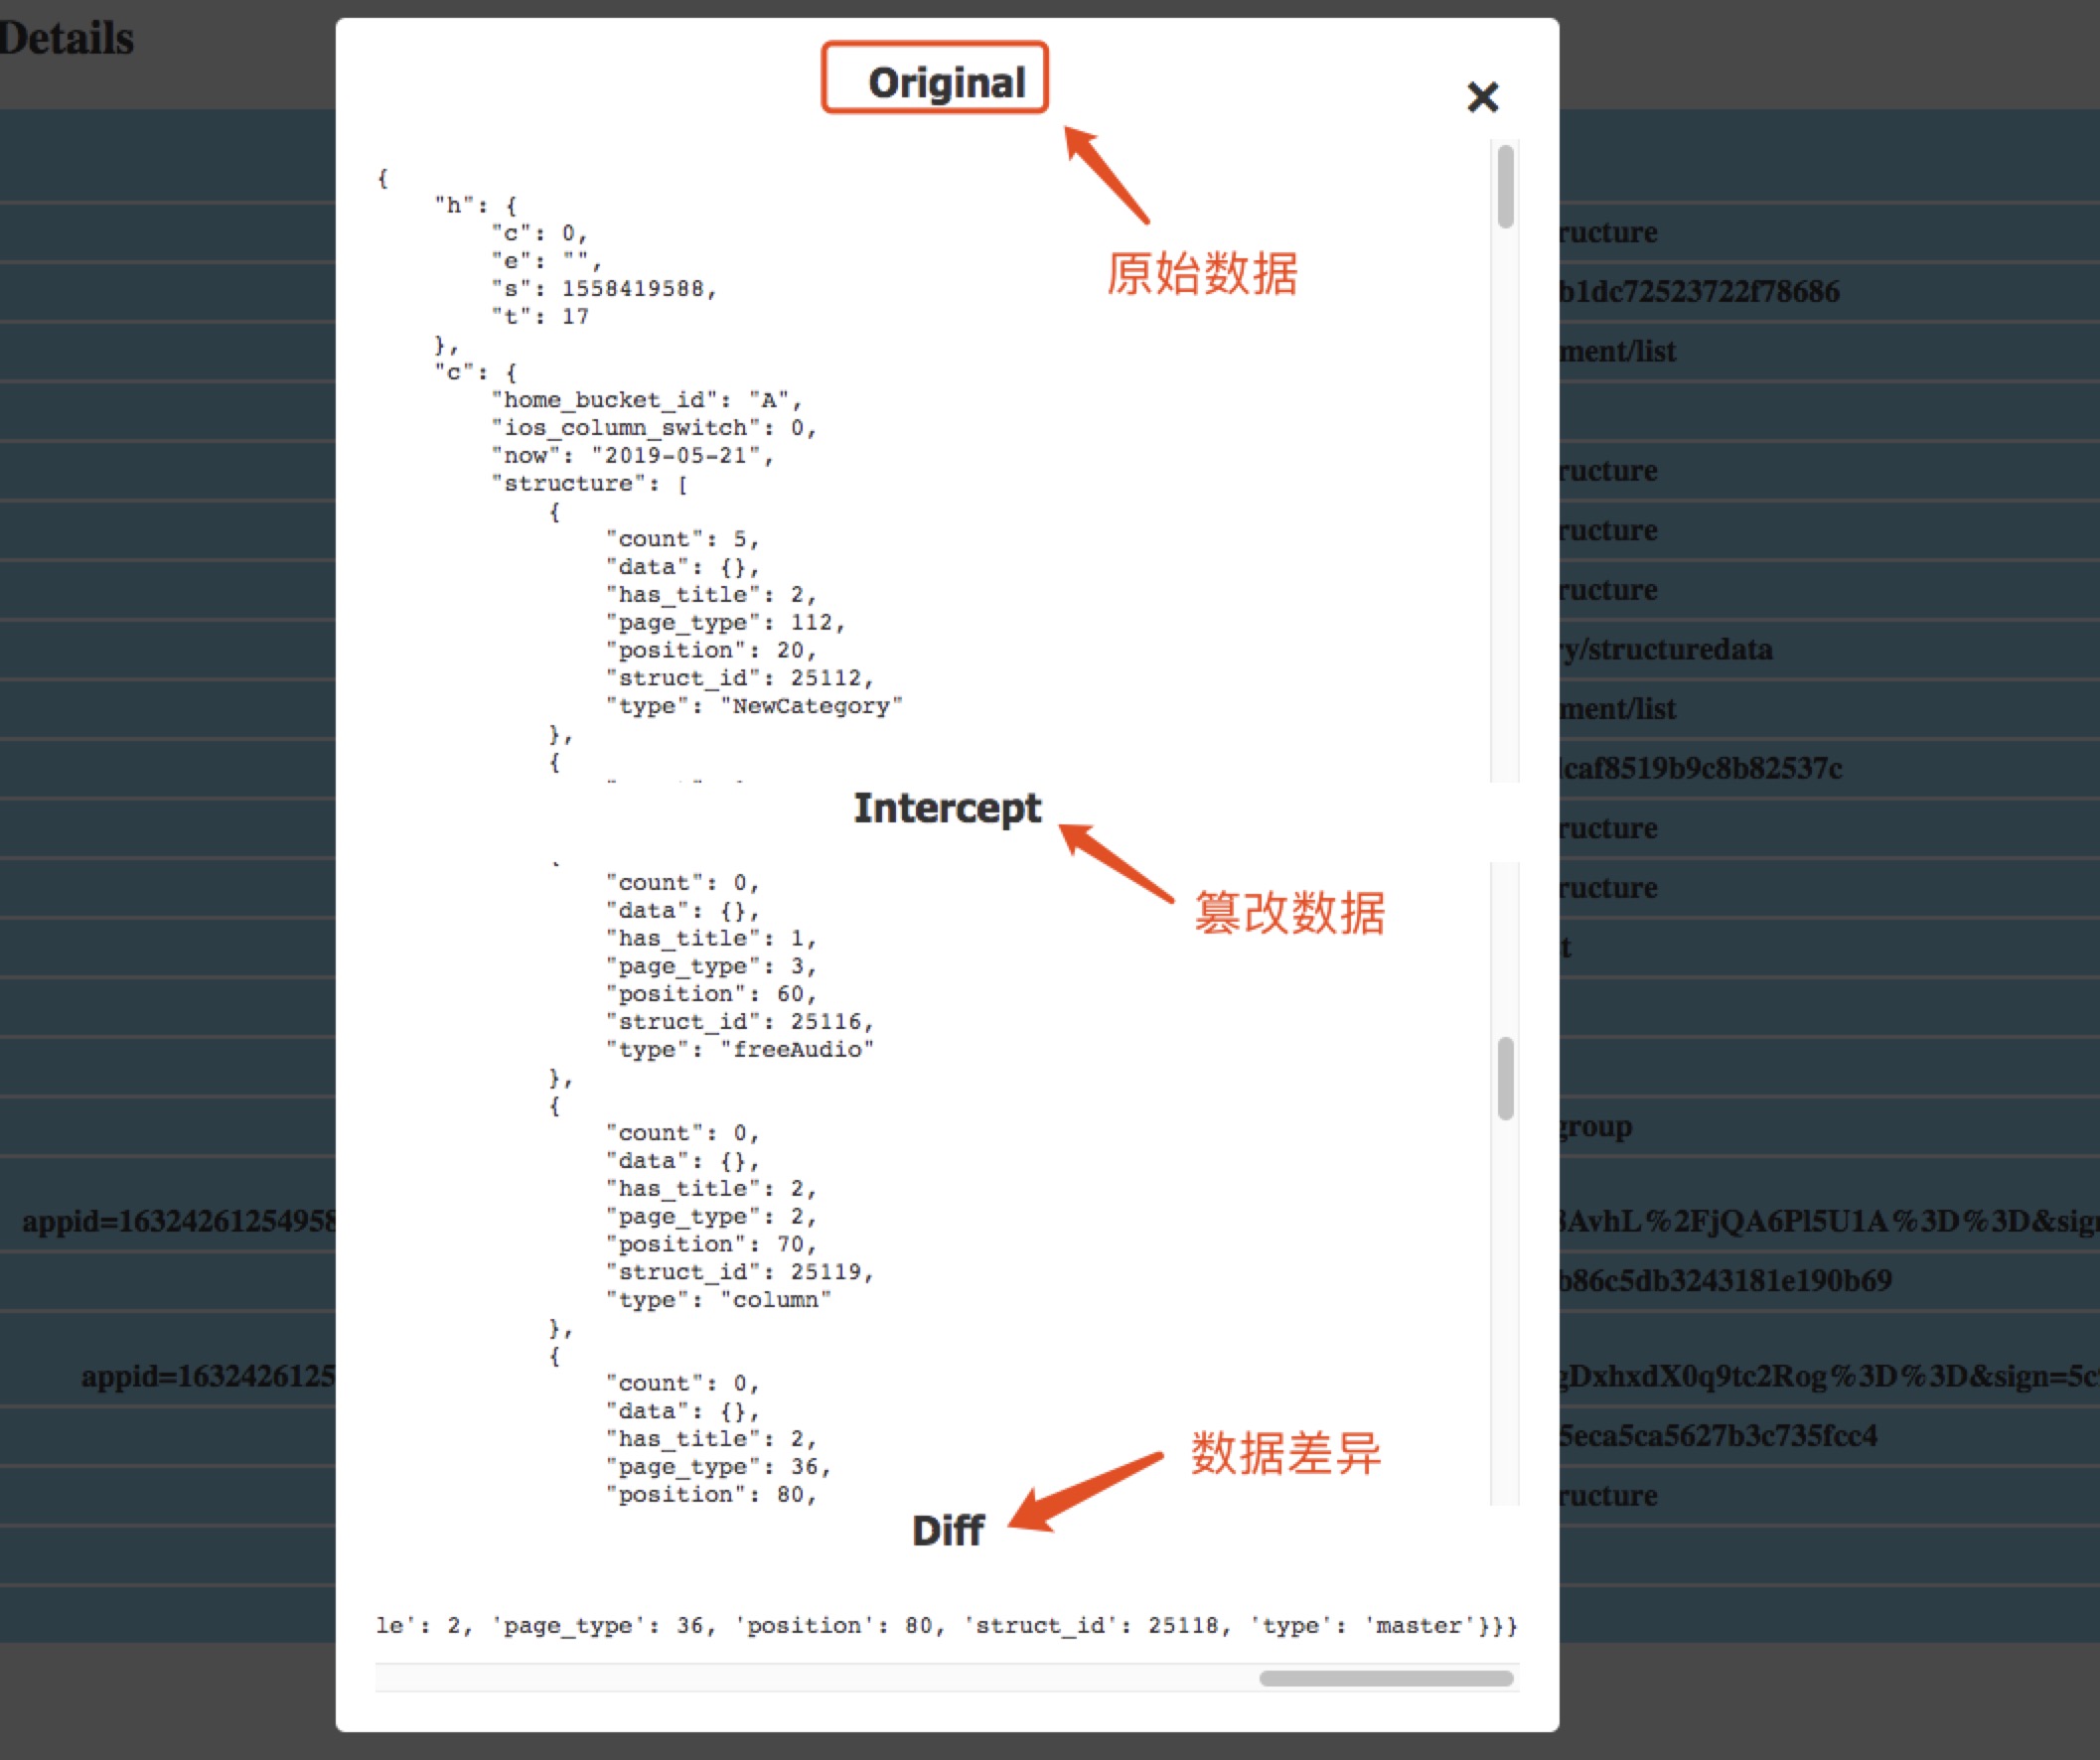 Details
Original
原始数据
{
"h": {
"c": 0,
"e": "",
"s": 1558419588,
"t": 17
},
"c": {
"home_bucket_id": "A",
"ios_column_switch": 0,
"now": "2019-05-21",
"structure": [
{
"count": 5,
"data": {},
"has_title": 2,
"page_type": 112,
"position": 20,
"struct_id": 25112,
"type": "NewCategory"
},
{
Intercept
篡改数据
"count": 0,
"data": {},
"has_title": 1,
"page_type": 3,
"position": 60,
"struct_id": 25116,
"type": "freeAudio"
},
{
"count": 0,
"data": {},
"has_title": 2,
"page_type": 2,
"position": 70,
"struct_id": 25119,
"type": "column"
},
{
"count": 0,
"data": {},
"has_title": 2,
"page_type": 36,
"position": 80,
数据差异
Diff
le': 2, 'page_type': 36, 'position': 80, 'struct_id': 25118, 'type': 'master'}}}
appid=16324261254958
appid=1632426125
ructure
b1dc72523722f78686
ment/list
ructure
ructure
ructure
ry/structuredata
ment/list
lcaf8519b9c8b82537c
ructure
ructure
t
group
AvhL%2FjQA6Pl5U1A%3D%3D&sign
b86c5db3243181e190b69
gDxhxdX0q9tc2Rog%3D%3D&sign=5c
5eca5ca5627b3c735fcc4
ructure